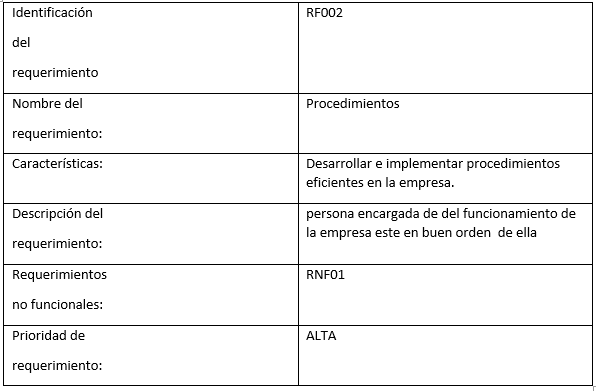 Identificación
RF002
del
requerimiento
Nombre del
Procedimientos
requerimiento:
Características:
Desarrollar e implementar procedimientos
eficientes en la empresa.
Descripción del
persona encargada de del funcionamiento de
requerimiento:
la empresa este en buen orden  de ella
Requerimientos
RNF01
no funcionales:
Prioridad de
ALTA
requerimiento: